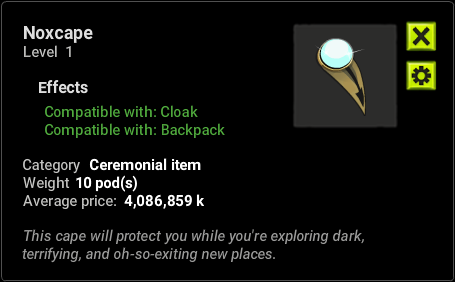 Noxcape
Level 1
Effects
Compatible with: Cloak
Compatible with: Backpack
Category Ceremonial item
Weight 10 pod(s)
Average price: 4,086,859 k
This cape will protect you while you're exploring dark,
terrifying, and oh-so-exiting new places.